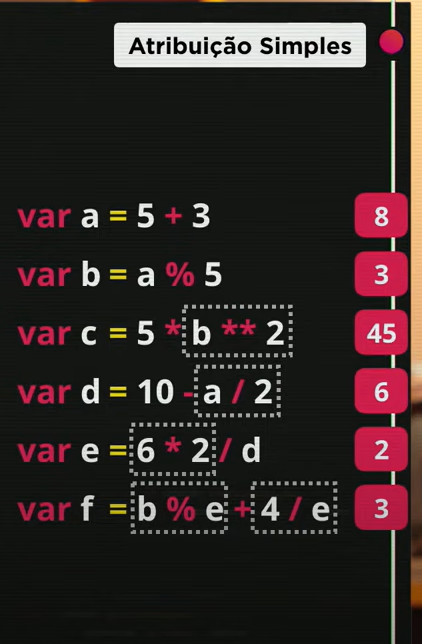 Atribuição Simples
var a = 5 + 3 8
var b = a % 5 3
var c = 5 * b ** 2 45
var d = 10 - a / 2 6
var e = 6 * 2 / d 2
var f = b % e + 4 / e 3